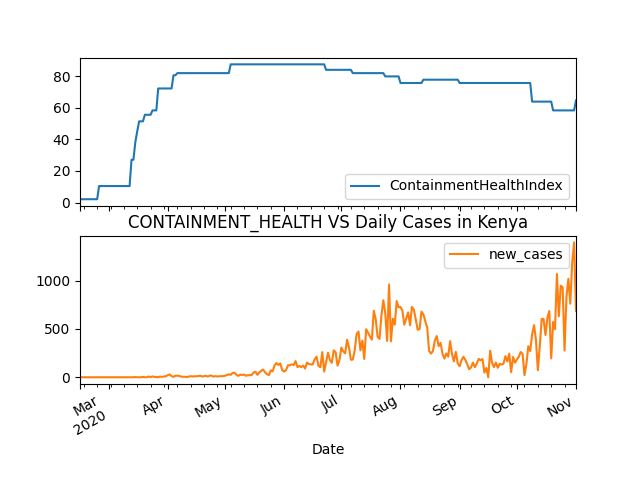 80
60
40
20
0
ContainmentHealthIndex
CONTAINMENT_HEALTH VS Daily Cases in Kenya
new_cases
1000
500
0
Mar
2020
Apr
May
Jun
Jul
Aug
Sep
Oct
Nov
Date